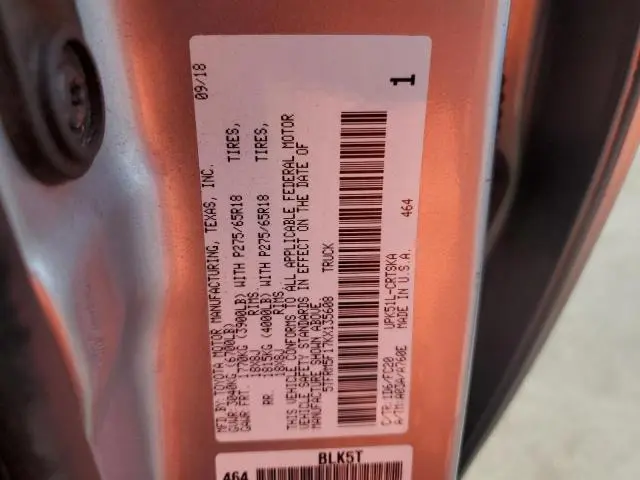 MFD BY: TOYOTA MOTOR MANUFACTURING, TEXAS, INC. 09/18
GVWR 3040KG (6700LB)
GAWR FRT. 1770KG (3900LB) WITH P275/65R18 TIRES,
18X8J RIMS
RR. 1815KG (4000LB) WITH P275/65R18 TIRES,
18X8J RIMS
THIS VEHICLE CONFORMS TO ALL APPLICABLE FEDERAL MOTOR
VEHICLE SAFETY STANDARDS IN EFFECT ON THE DATE OF
MANUFACTURE SHOWN ABOVE.
5TFRM5F17KX135608 TRUCK
464
C/TR: 1D6/FC20 UPK51L-CRTSKA
A/TM: A03A/A760E MADE IN U.S.A.
1
BLK5T
464